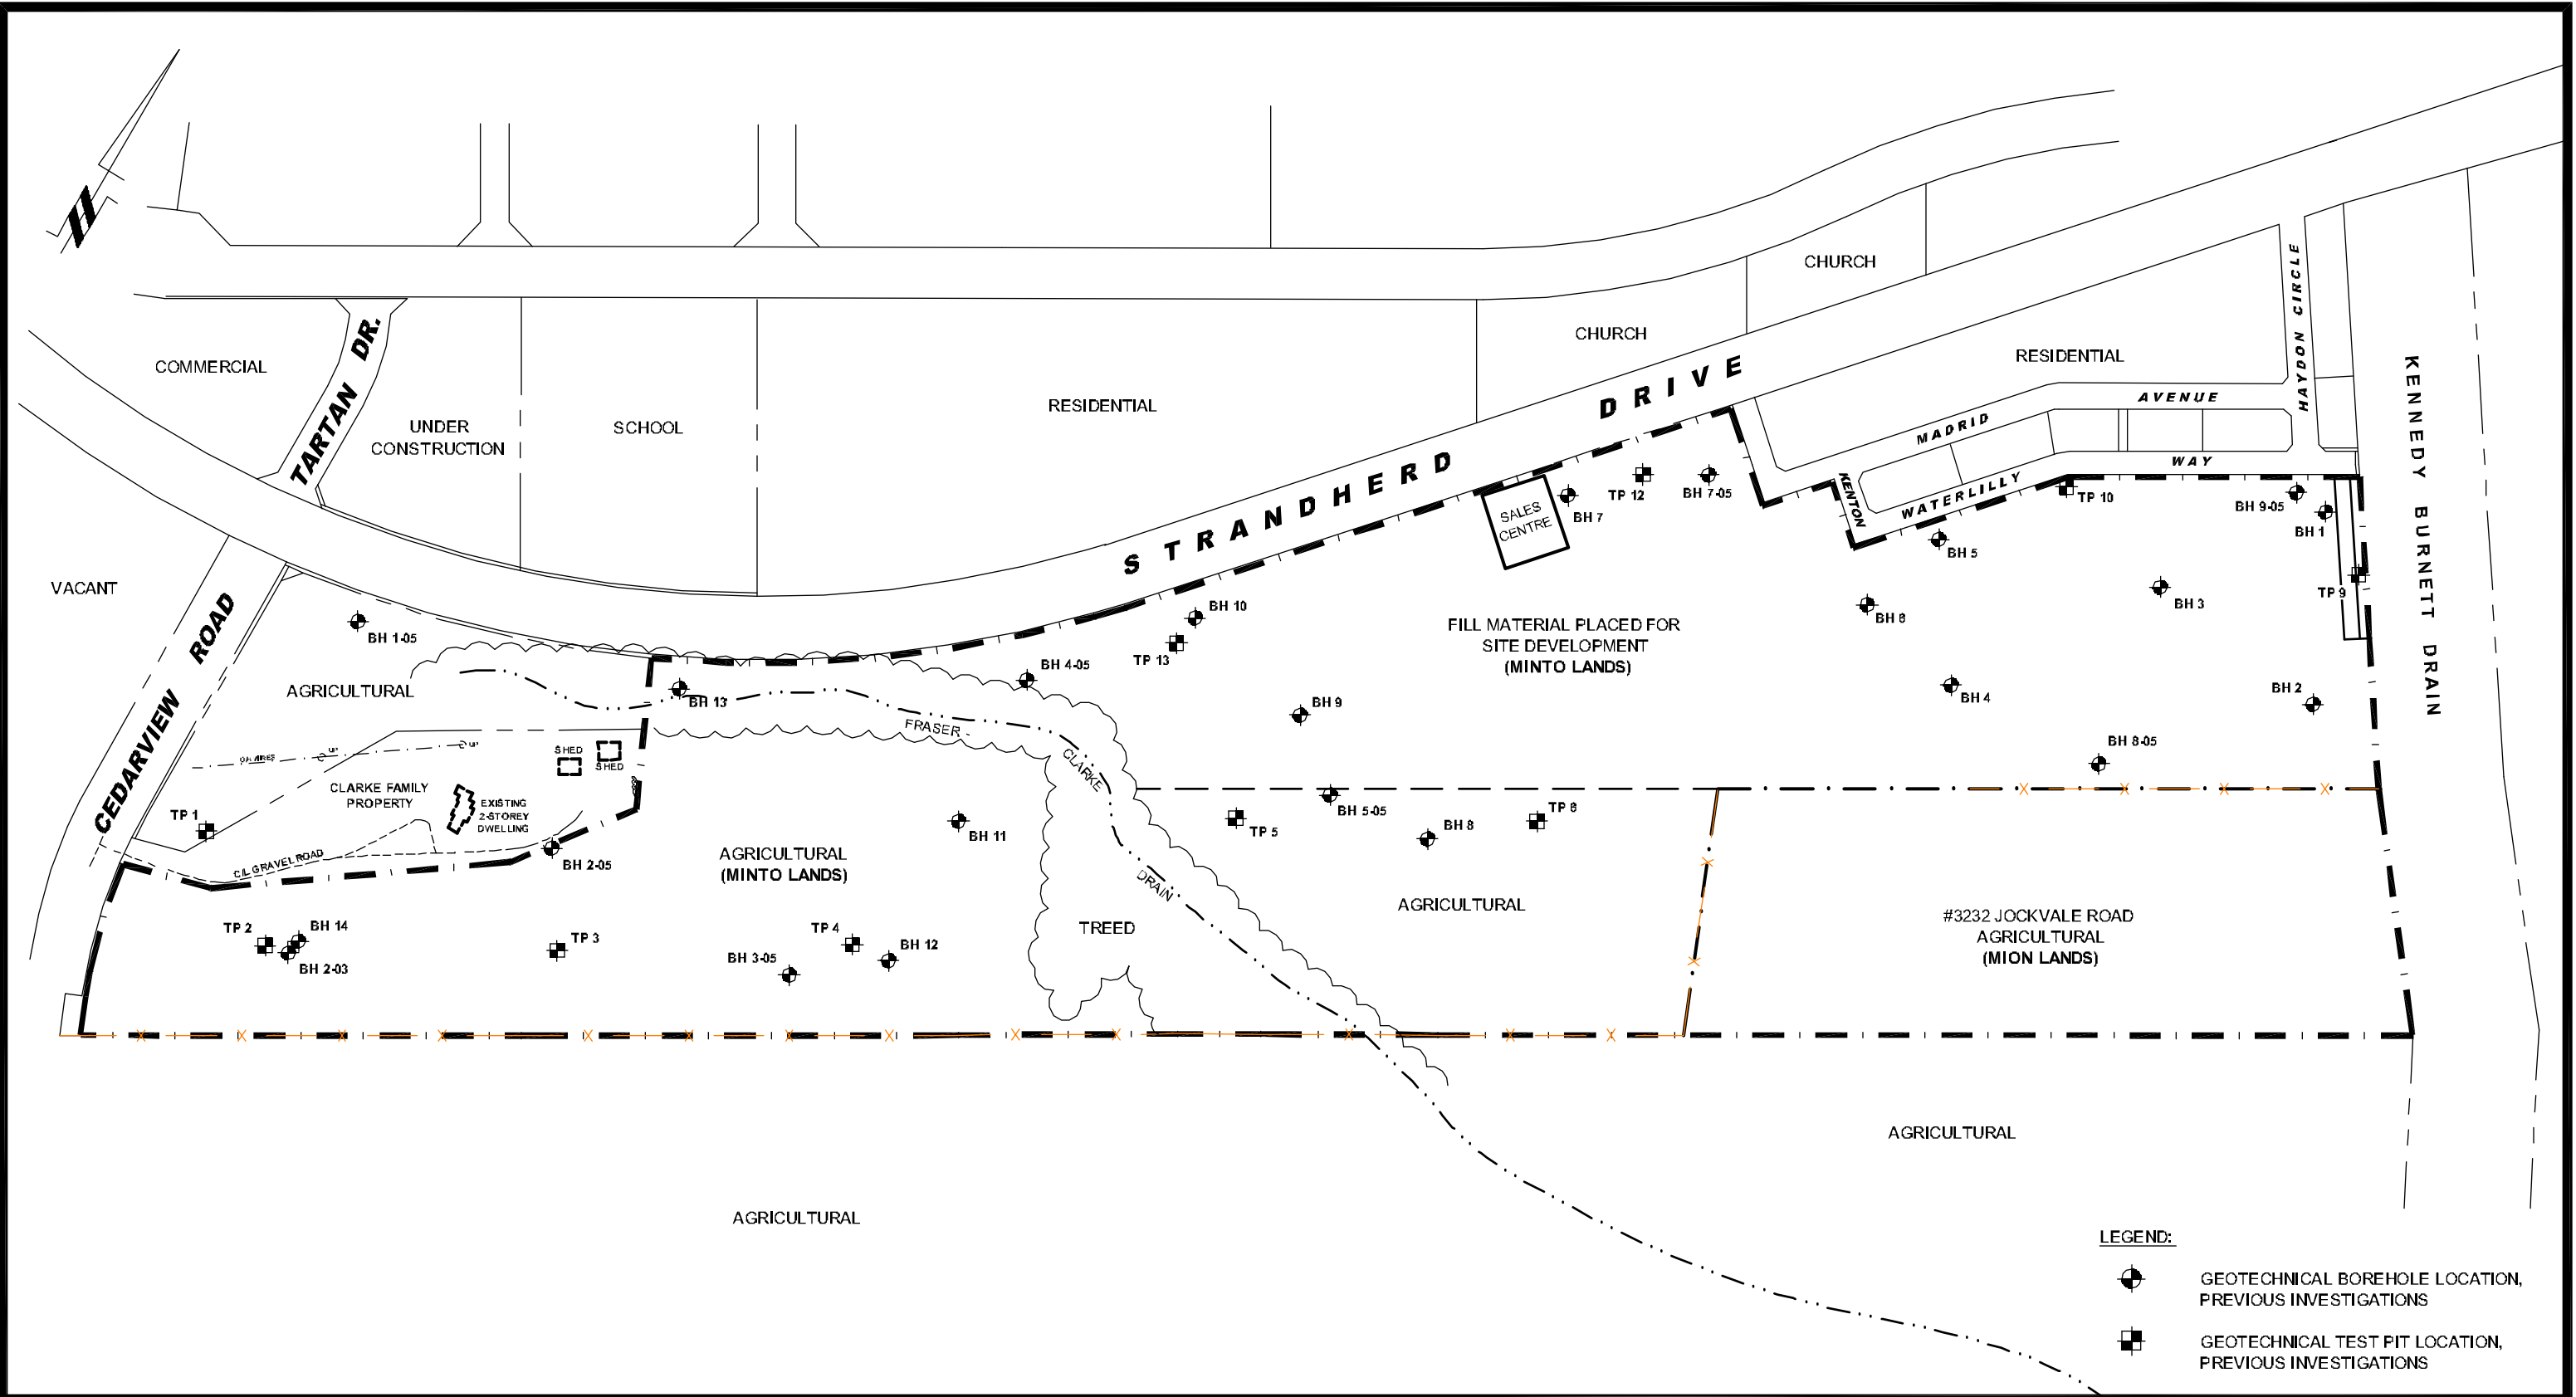 CHURCH
CHURCH
HAYDON CIRCLE
COMMERCIAL
TARTAN DR.
UNDER
CONSTRUCTION
SCHOOL
RESIDENTIAL
STRANDHERD DRIVE
RESIDENTIAL
MADRID AVENUE
WATERLILLY WAY
KENTON
KENNEDY BURNETT DRAIN
SALES
CENTRE
BH 7
TP 12
BH 7-05
TP 10
BH 9-05
BH 1
BH 5
TP 9
BH 3
BH 6
VACANT
CEDARVIEW ROAD
BH 1-05
BH 10
TP 13
FILL MATERIAL PLACED FOR
SITE DEVELOPMENT
(MINTO LANDS)
BH 4-05
AGRICULTURAL
BH 13
BH 9
BH 4
BH 2
FRASER -
CLARKE
DRAIN
BH 8-05
SHED
SHED
UP
UP
CLARKE FAMILY
PROPERTY
EXISTING
2-STOREY
DWELLING
TP 1
C/L GRAVEL ROAD
BH 2-05
BH 11
TP 5
BH 5-05
BH 8
TP 6
AGRICULTURAL
(MINTO LANDS)
AGRICULTURAL
#3232 JOCKVALE ROAD
AGRICULTURAL
(MION LANDS)
TREED
TP 2
BH 14
BH 2-03
TP 3
TP 4
BH 12
BH 3-05
AGRICULTURAL
AGRICULTURAL
LEGEND:
GEOTECHNICAL BOREHOLE LOCATION,
PREVIOUS INVESTIGATIONS
GEOTECHNICAL TEST PIT LOCATION,
PREVIOUS INVESTIGATIONS